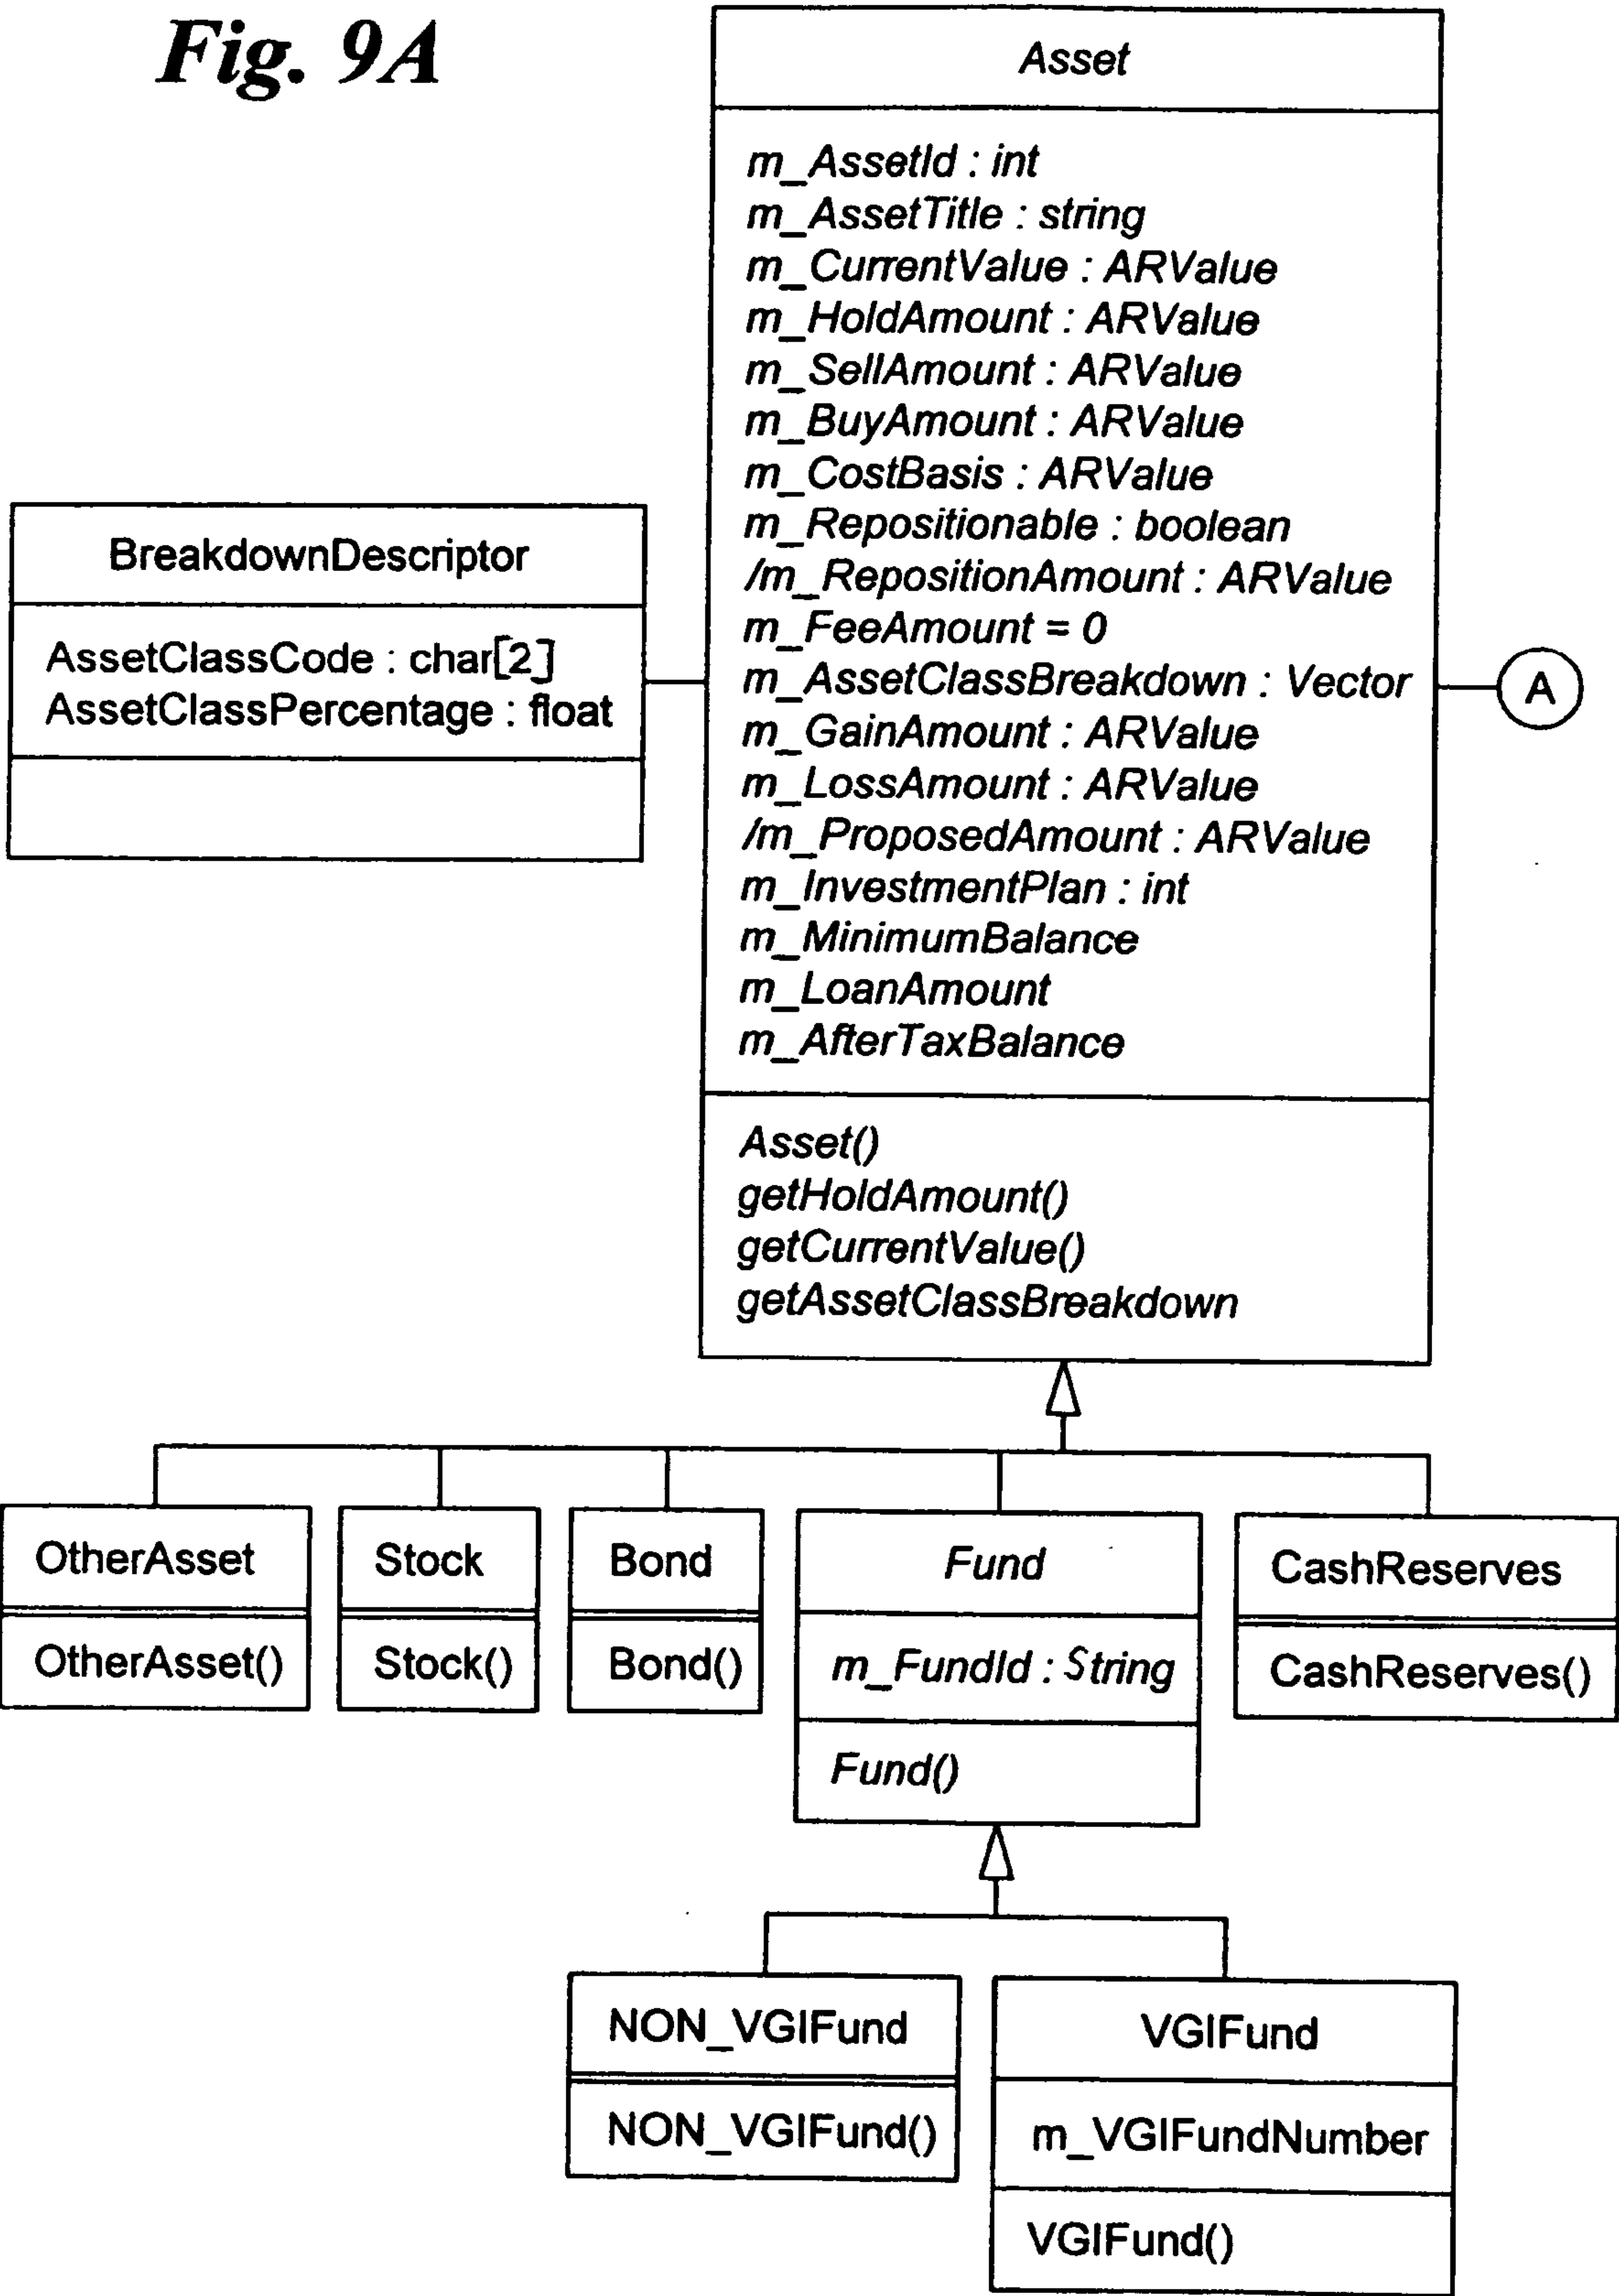 Fig. 9A
Asset
m_AssetId : int
m_AssetTitle : string
m_CurrentValue : ARValue
m_HoldAmount : ARValue
m_SellAmount : ARValue
m_BuyAmount : ARValue
m_CostBasis : ARValue
m_Repositionable : boolean
/m_RepositionAmount : ARValue
m_FeeAmount = 0
m_AssetClassBreakdown : Vector
m_GainAmount : ARValue
m_LossAmount : ARValue
/m_ProposedAmount : ARValue
m_InvestmentPlan : int
m_MinimumBalance
m_LoanAmount
m_AfterTaxBalance
Asset()
getHoldAmount()
getCurrentValue()
getAssetClassBreakdown
BreakdownDescriptor
AssetClassCode : char[2]
AssetClassPercentage : float
A
OtherAsset
OtherAsset()
Stock
Stock()
Bond
Bond()
Fund
m_FundId : String
Fund()
CashReserves
CashReserves()
NON_VGIFund
NON_VGIFund()
VGIFund
m_VGIFundNumber
VGIFund()